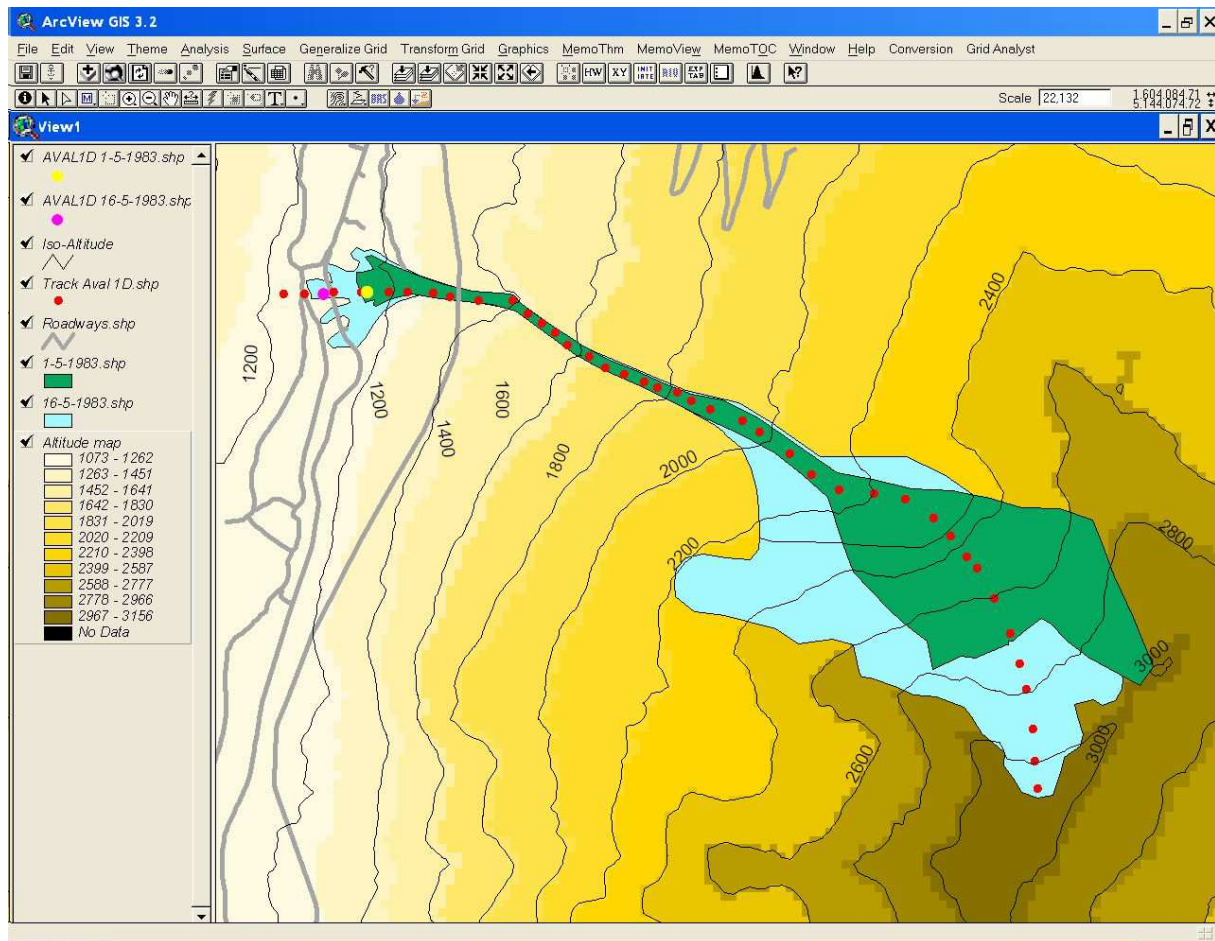 ArcView GIS 3.2
File Edit View Theme Analysis Surface Generalize Grid Transform Grid Graphics MemoThm MemoView MemoTOC Window Help Conversion Grid Analyst
HW XY
Scale 22,132
1,604,084.71
5,144,074.72
View1
AVAL1D 1-5-1983.shp
AVAL1D 16-5-1983.shp
Iso-Altitude
Track Aval 1D.shp
Roadways.shp
1-5-1983.shp
16-5-1983.shp
Altitude map
1073 - 1262
1263 - 1451
1452 - 1641
1642 - 1830
1831 - 2019
2020 - 2209
2210 - 2398
2399 - 2587
2588 - 2777
2778 - 2966
2967 - 3156
No Data
1200
1200
1400
1600
1800
2000
2200
2400
2800
3000
3000
2600